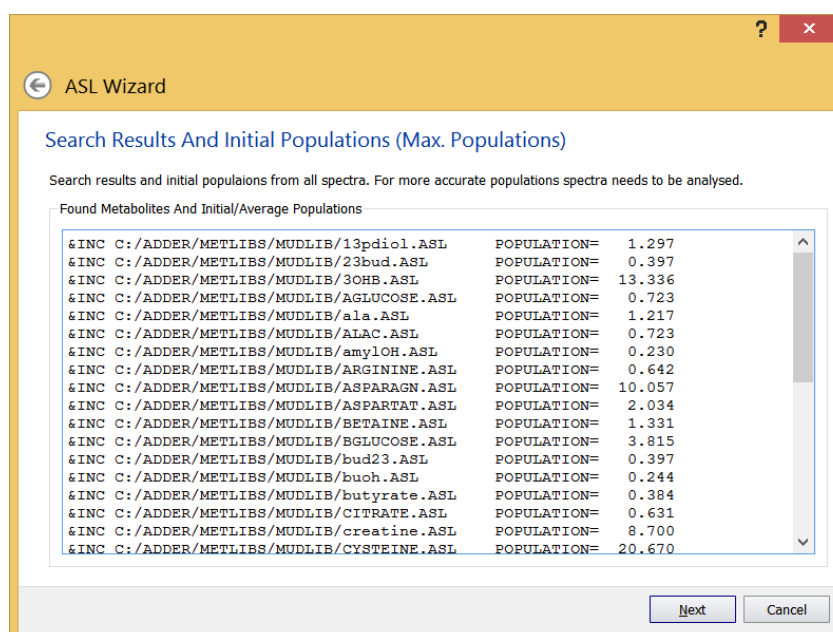 ?
ASL Wizard
Search Results And Initial Populations (Max. Populations)
Search results and initial populaions from all spectra. For more accurate populations spectra needs to be analysed.
Found Metabolites And Initial/Average Populations
&INC C:/ADDER/METLIBS/MUDLIB/13pdiol.ASL POPULATION= 1.297
&INC C:/ADDER/METLIBS/MUDLIB/23bud.ASL POPULATION= 0.397
&INC C:/ADDER/METLIBS/MUDLIB/3OHB.ASL POPULATION= 13.336
&INC C:/ADDER/METLIBS/MUDLIB/AGLUCOSE.ASL POPULATION= 0.723
&INC C:/ADDER/METLIBS/MUDLIB/ala.ASL POPULATION= 1.217
&INC C:/ADDER/METLIBS/MUDLIB/ALAC.ASL POPULATION= 0.723
&INC C:/ADDER/METLIBS/MUDLIB/amylOH.ASL POPULATION= 0.230
&INC C:/ADDER/METLIBS/MUDLIB/ARGININE.ASL POPULATION= 0.642
&INC C:/ADDER/METLIBS/MUDLIB/ASPARAGN.ASL POPULATION= 10.057
&INC C:/ADDER/METLIBS/MUDLIB/ASPARTAT.ASL POPULATION= 2.034
&INC C:/ADDER/METLIBS/MUDLIB/BETAINE.ASL POPULATION= 1.331
&INC C:/ADDER/METLIBS/MUDLIB/BGLUCOSE.ASL POPULATION= 3.815
&INC C:/ADDER/METLIBS/MUDLIB/bud23.ASL POPULATION= 0.397
&INC C:/ADDER/METLIBS/MUDLIB/buoh.ASL POPULATION= 0.244
&INC C:/ADDER/METLIBS/MUDLIB/butyrate.ASL POPULATION= 0.384
&INC C:/ADDER/METLIBS/MUDLIB/CITRATE.ASL POPULATION= 0.631
&INC C:/ADDER/METLIBS/MUDLIB/creatine.ASL POPULATION= 8.700
&INC C:/ADDER/METLIBS/MUDLIB/CYSTEINE.ASL POPULATION= 20.670
Next Cancel